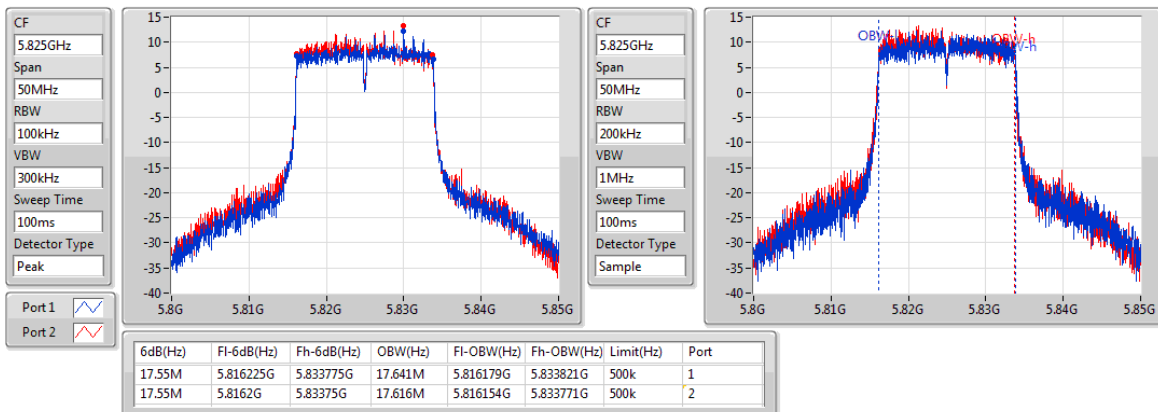 CF
5.825GHz
Span
50MHz
RBW
100kHz
VBW
300kHz
Sweep Time
100ms
Detector Type
Peak
Port 1
Port 2
15
10
5
0
-5
-10
-15
-20
-25
-30
-35
-40
5.8G
5.81G
5.82G
5.83G
5.84G
5.85G
CF
5.825GHz
Span
50MHz
RBW
200kHz
VBW
1MHz
Sweep Time
100ms
Detector Type
Sample
15
10
5
0
-5
-10
-15
-20
-25
-30
-35
-40
OBW
OBW-h
5.8G
5.81G
5.82G
5.83G
5.84G
5.85G
6dB(Hz) Fl-6dB(Hz) Fh-6dB(Hz) OBW(Hz) Fl-OBW(Hz) Fh-OBW(Hz) Limit(Hz) Port
17.55M 5.816225G 5.833775G 17.641M 5.816179G 5.833821G 500k 1
17.55M 5.8162G 5.83375G 17.616M 5.816154G 5.833771G 500k 2